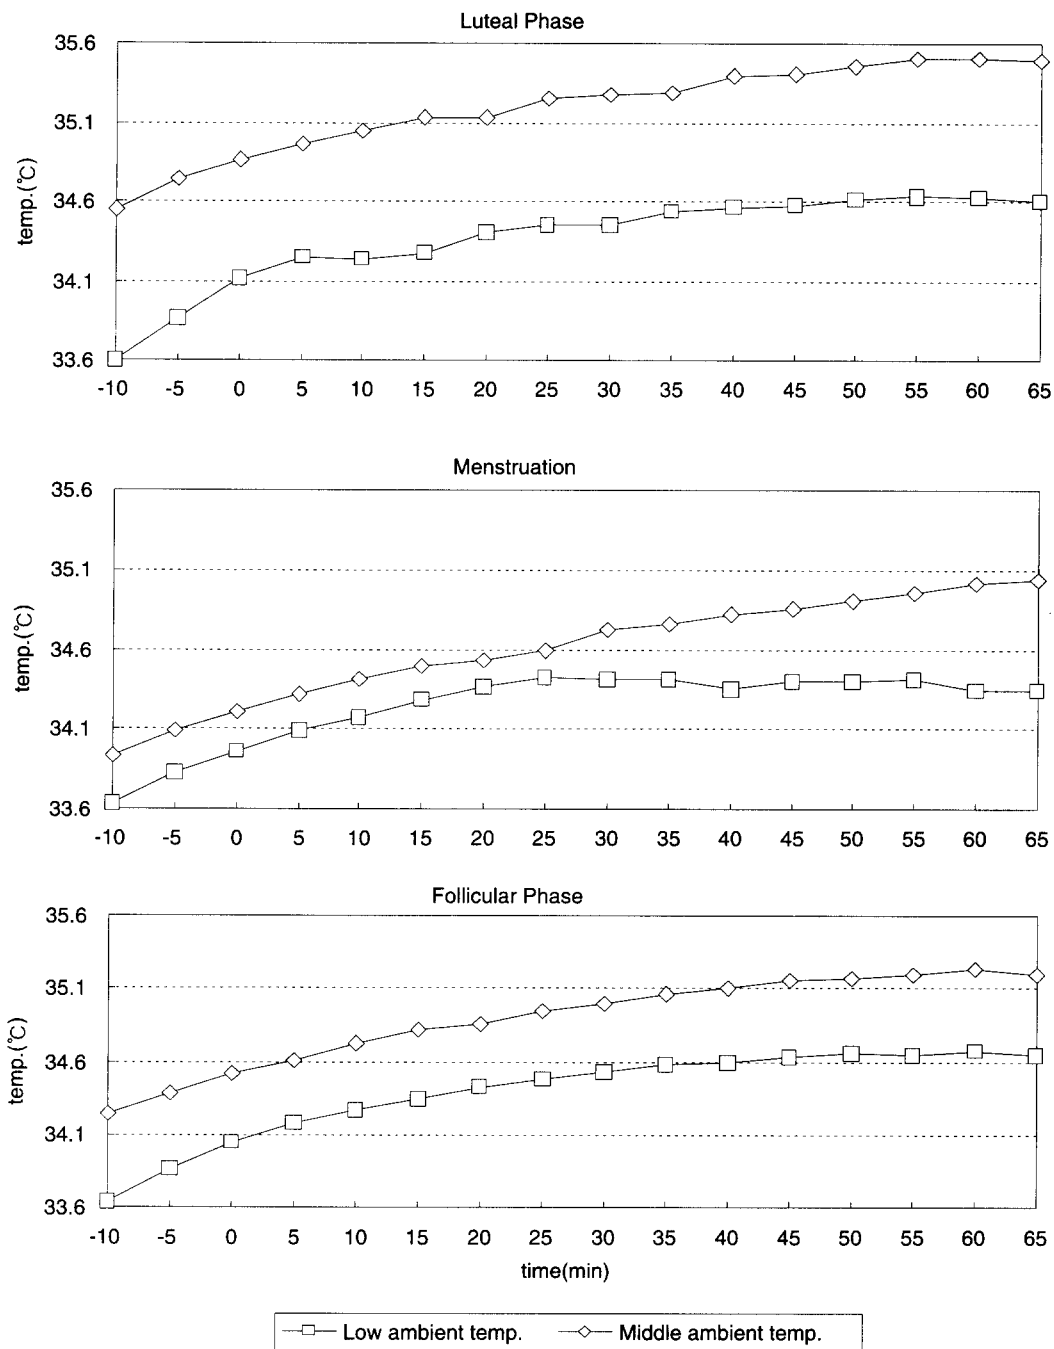 Luteal Phase
35.6
35.1
34.6
34.1
33.6
temp.(℃)
-10 -5 0 5 10 15 20 25 30 35 40 45 50 55 60 65
Menstruation
35.6
35.1
34.6
34.1
33.6
temp.(℃)
-10 -5 0 5 10 15 20 25 30 35 40 45 50 55 60 65
Follicular Phase
35.6
35.1
34.6
34.1
33.6
temp.(℃)
-10 -5 0 5 10 15 20 25 30 35 40 45 50 55 60 65
time(min)
Low ambient temp. Middle ambient temp.